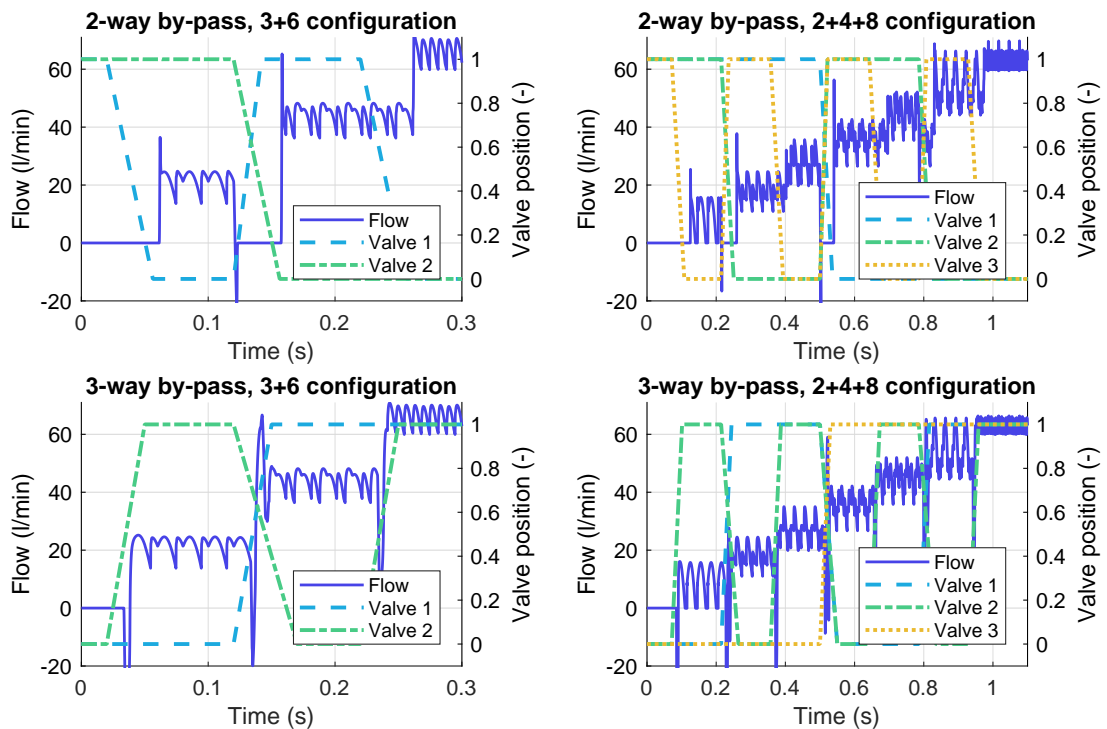 2-way by-pass, 3+6 configuration
60
40
20
0
-20
Flow (l/min)
1
0.8
0.6
0.4
0.2
0
Valve position (-)
Flow
Valve 1
Valve 2
0
0.1
0.2
0.3
Time (s)
2-way by-pass, 2+4+8 configuration
60
40
20
0
-20
Flow (l/min)
1
0.8
0.6
0.4
0.2
0
Valve position (-)
Flow
Valve 1
Valve 2
Valve 3
0
0.2
0.4
0.6
0.8
1
Time (s)
3-way by-pass, 3+6 configuration
60
40
20
0
-20
Flow (l/min)
1
0.8
0.6
0.4
0.2
0
Valve position (-)
Flow
Valve 1
Valve 2
0
0.1
0.2
0.3
Time (s)
3-way by-pass, 2+4+8 configuration
60
40
20
0
-20
Flow (l/min)
1
0.8
0.6
0.4
0.2
0
Valve position (-)
Flow
Valve 1
Valve 2
Valve 3
0
0.2
0.4
0.6
0.8
1
Time (s)